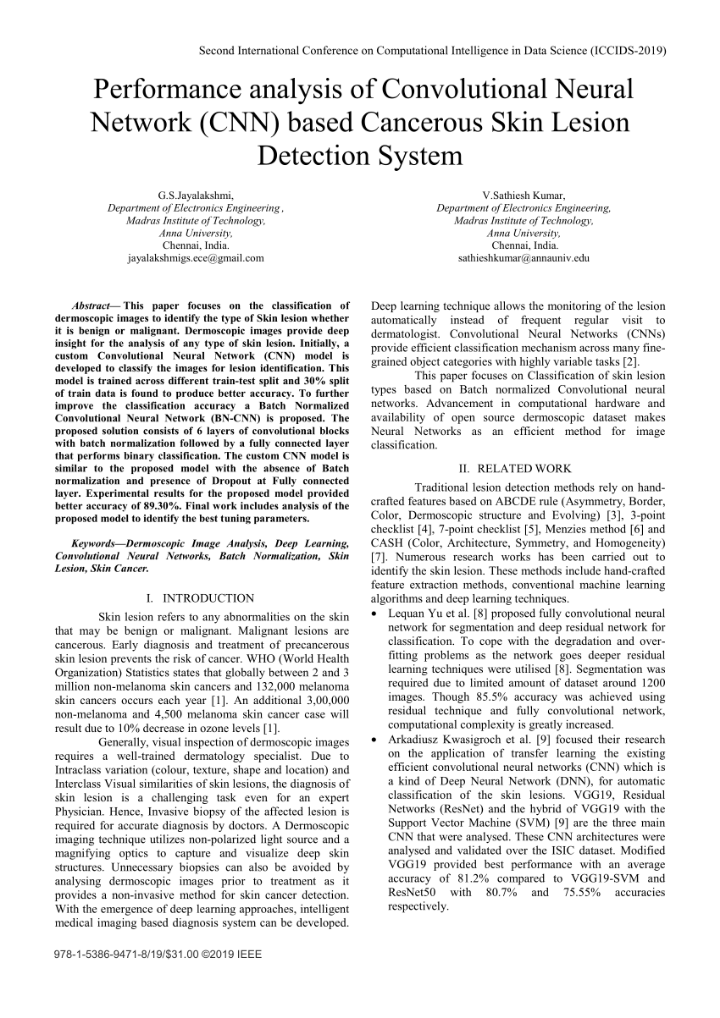 Second International Conference on Computational Intelligence in Data Science (ICCIDS-2019)
Performance analysis of Convolutional Neural
Network (CNN) based Cancerous Skin Lesion
Detection System
G.S.Jayalakshmi,
Department of Electronics Engineering ,
Madras Institute of Technology,
Anna University,
Chennai, India.
jayalakshmigs.ece@gmail.com
V.Sathiesh Kumar,
Department of Electronics Engineering,
Madras Institute of Technology,
Anna University,
Chennai, India.
sathieshkumar@annauniv.edu
Abstract— This paper focuses on the classification of
dermoscopic images to identify the type of Skin lesion whether
it is benign or malignant. Dermoscopic images provide deep
insight for the analysis of any type of skin lesion. Initially, a
custom Convolutional Neural Network (CNN) model is
developed to classify the images for lesion identification. This
model is trained across different train-test split and 30% split
of train data is found to produce better accuracy. To further
improve the classification accuracy a Batch Normalized
Convolutional Neural Network (BN-CNN) is proposed. The
proposed solution consists of 6 layers of convolutional blocks
with batch normalization followed by a fully connected layer
that performs binary classification. The custom CNN model is
similar to the proposed model with the absence of Batch
normalization and presence of Dropout at Fully connected
layer. Experimental results for the proposed model provided
better accuracy of 89.30%. Final work includes analysis of the
proposed model to identify the best tuning parameters.
Keywords—Dermoscopic Image Analysis, Deep Learning,
Convolutional Neural Networks, Batch Normalization, Skin
Lesion, Skin Cancer.
I. INTRODUCTION
Skin lesion refers to any abnormalities on the skin
that may be benign or malignant. Malignant lesions are
cancerous. Early diagnosis and treatment of precancerous
skin lesion prevents the risk of cancer. WHO (World Health
Organization) Statistics states that globally between 2 and 3
million non-melanoma skin cancers and 132,000 melanoma
skin cancers occurs each year [1]. An additional 3,00,000
non-melanoma and 4,500 melanoma skin cancer case will
result due to 10% decrease in ozone levels [1].
Generally, visual inspection of dermoscopic images
requires a well-trained dermatology specialist. Due to
Intraclass variation (colour, texture, shape and location) and
Interclass Visual similarities of skin lesions, the diagnosis of
skin lesion is a challenging task even for an expert
Physician. Hence, Invasive biopsy of the affected lesion is
required for accurate diagnosis by doctors. A Dermoscopic
imaging technique utilizes non-polarized light source and a
magnifying optics to capture and visualize deep skin
structures. Unnecessary biopsies can also be avoided by
analysing dermoscopic images prior to treatment as it
provides a non-invasive method for skin cancer detection.
With the emergence of deep learning approaches, intelligent
medical imaging based diagnosis system can be developed.
Deep learning technique allows the monitoring of the lesion
automatically instead of frequent regular visit to
dermatologist. Convolutional Neural Networks (CNNs)
provide efficient classification mechanism across many fine-
grained object categories with highly variable tasks [2].
This paper focuses on Classification of skin lesion
types based on Batch normalized Convolutional neural
networks. Advancement in computational hardware and
availability of open source dermoscopic dataset makes
Neural Networks as an efficient method for image
classification.
II. RELATED WORK
Traditional lesion detection methods rely on hand-
crafted features based on ABCDE rule (Asymmetry, Border,
Color, Dermoscopic structure and Evolving) [3], 3-point
checklist [4], 7-point checklist [5], Menzies method [6] and
CASH (Color, Architecture, Symmetry, and Homogeneity)
[7]. Numerous research works has been carried out to
identify the skin lesion. These methods include hand-crafted
feature extraction methods, conventional machine learning
algorithms and deep learning techniques.
• Lequan Yu et al. [8] proposed fully convolutional neural
network for segmentation and deep residual network for
classification. To cope with the degradation and over-
fitting problems as the network goes deeper residual
learning techniques were utilised [8]. Segmentation was
required due to limited amount of dataset around 1200
images. Though 85.5% accuracy was achieved using
residual technique and fully convolutional network,
computational complexity is greatly increased.
• Arkadiusz Kwasigroch et al. [9] focused their research
on the application of transfer learning the existing
efficient convolutional neural networks (CNN) which is
a kind of Deep Neural Network (DNN), for automatic
classification of the skin lesions. VGG19, Residual
Networks (ResNet) and the hybrid of VGG19 with the
Support Vector Machine (SVM) [9] are the three main
CNN that were analysed. These CNN architectures were
analysed and validated over the ISIC dataset. Modified
VGG19 provided best performance with an average
accuracy of 81.2% compared to VGG19-SVM and
ResNet50 with 80.7% and 75.55% accuracies
respectively.
978-1-5386-9471-8/19/$31.00 ©2019 IEEE